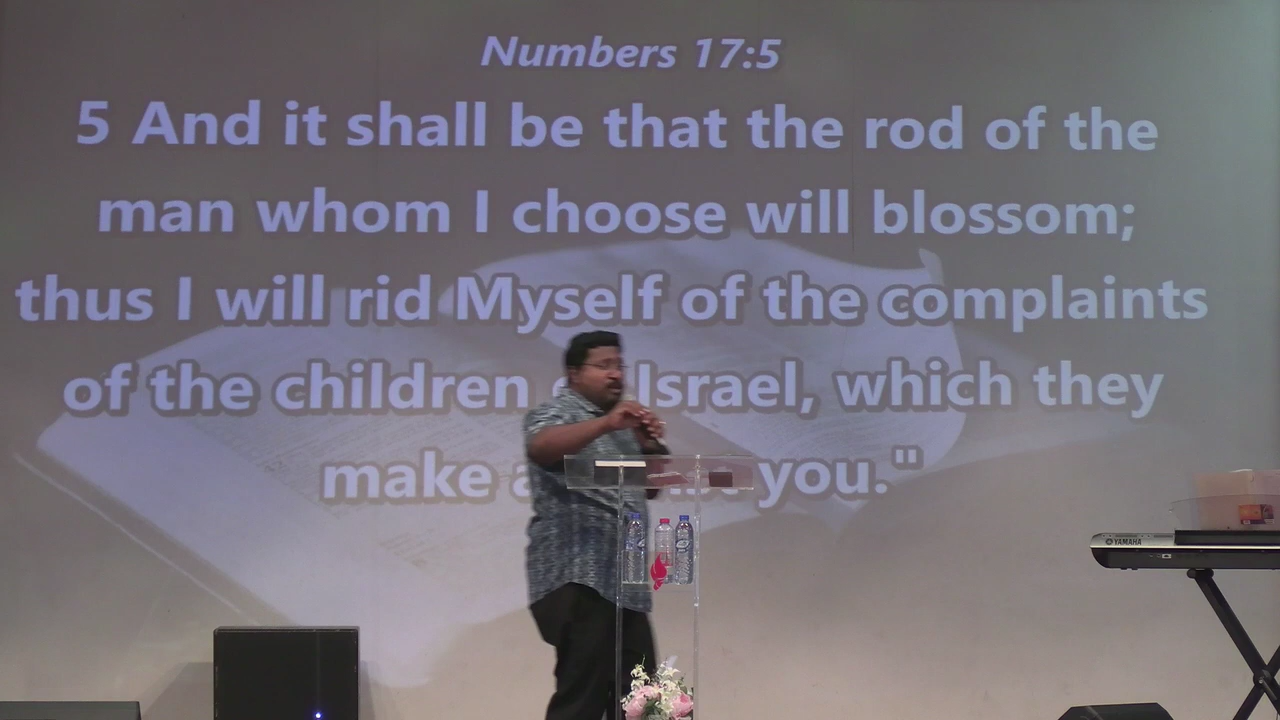 Numbers 17:5
5 And it shall be that the rod of the
man whom I choose will blossom;
thus I will rid Myself of the complaints
of the children Israel, which they
make you."
YAMAHA